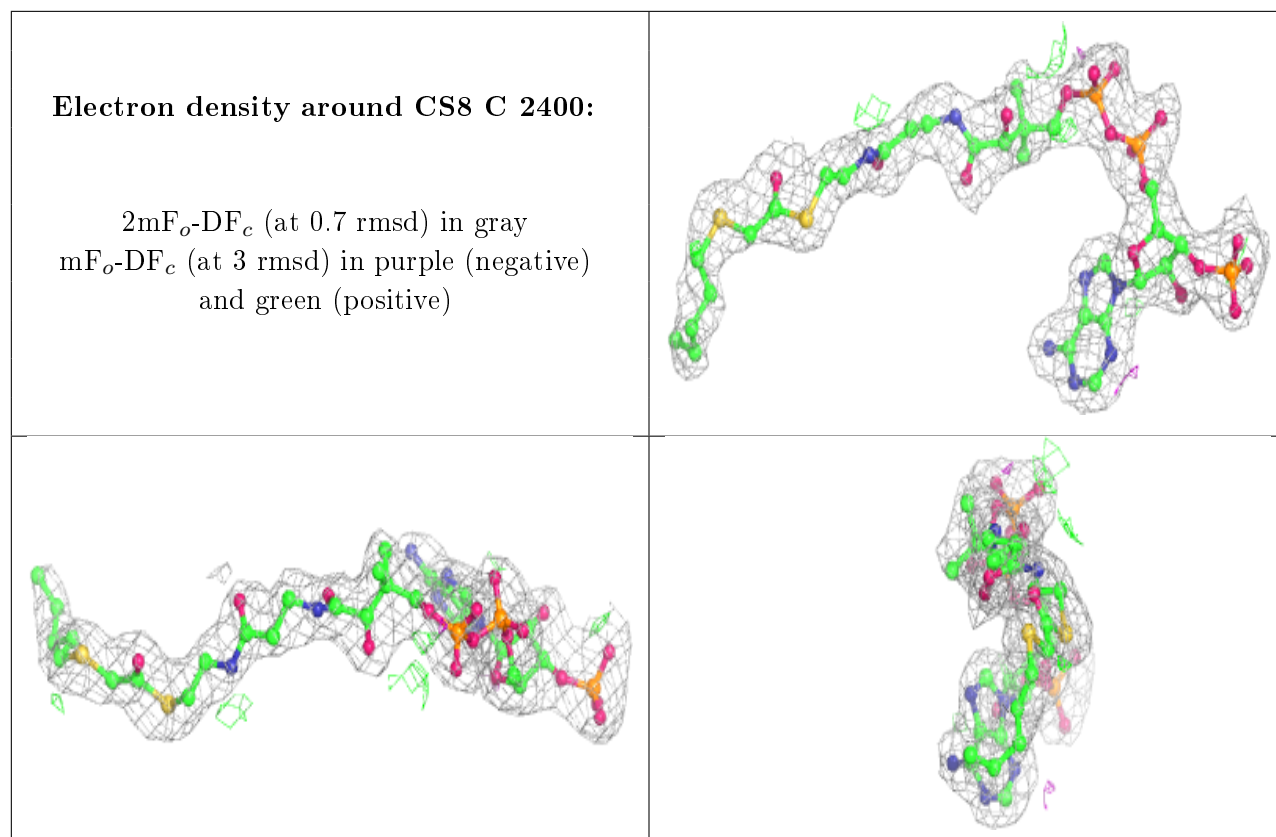 Electron density around CS8 C 2400:
2mFo-DFc (at 0.7 rmsd) in gray
mFo-DFc (at 3 rmsd) in purple (negative)
and green (positive)